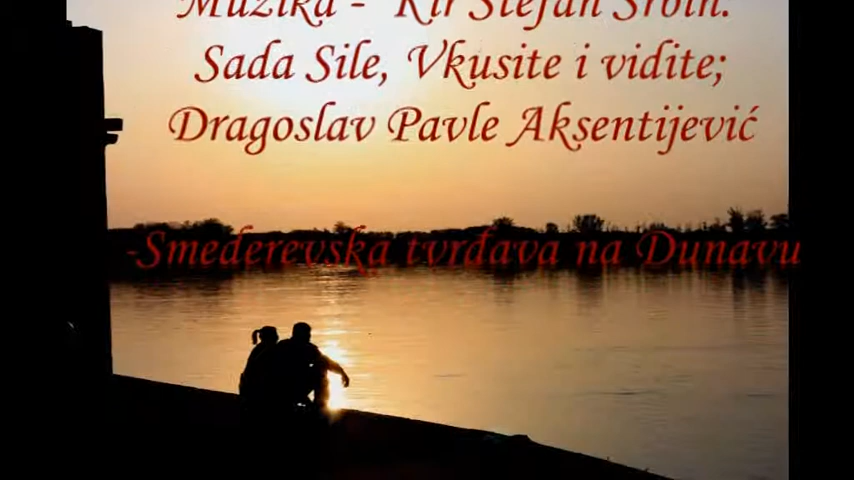 Muzika - Kir Stefan Srbin:
Sada Sile, Vkusite i vidite;
Dragoslav Pavle Aksentijević
-Smederevska tvrđava na Dunavu